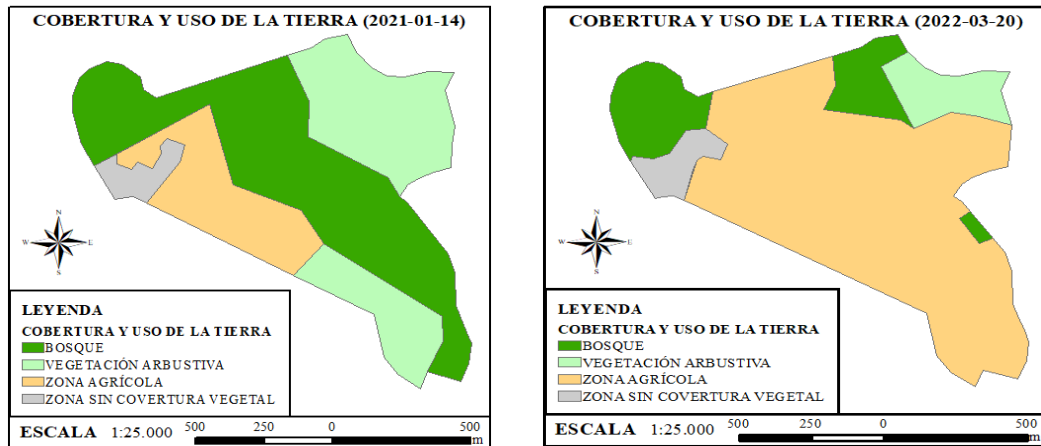 COBERTURA Y USO DE LA TIERRA (2021-01-14)
N
W E
S
LEYENDA
COBERTURA Y USO DE LA TIERRA
BOSQUE
VEGETACIÓN ARBUSTIVA
ZONA AGRÍCOLA
ZONA SIN COVERTURA VEGETAL
ESCALA 1:25.000 500 250 0 500 m
COBERTURA Y USO DE LA TIERRA (2022-03-20)
N
W E
S
LEYENDA
COBERTURA Y USO DE LA TIERRA
BOSQUE
VEGETACIÓN ARBUSTIVA
ZONA AGRÍCOLA
ZONA SIN COVERTURA VEGETAL
ESCALA 1:25.000 500 250 0 500 m